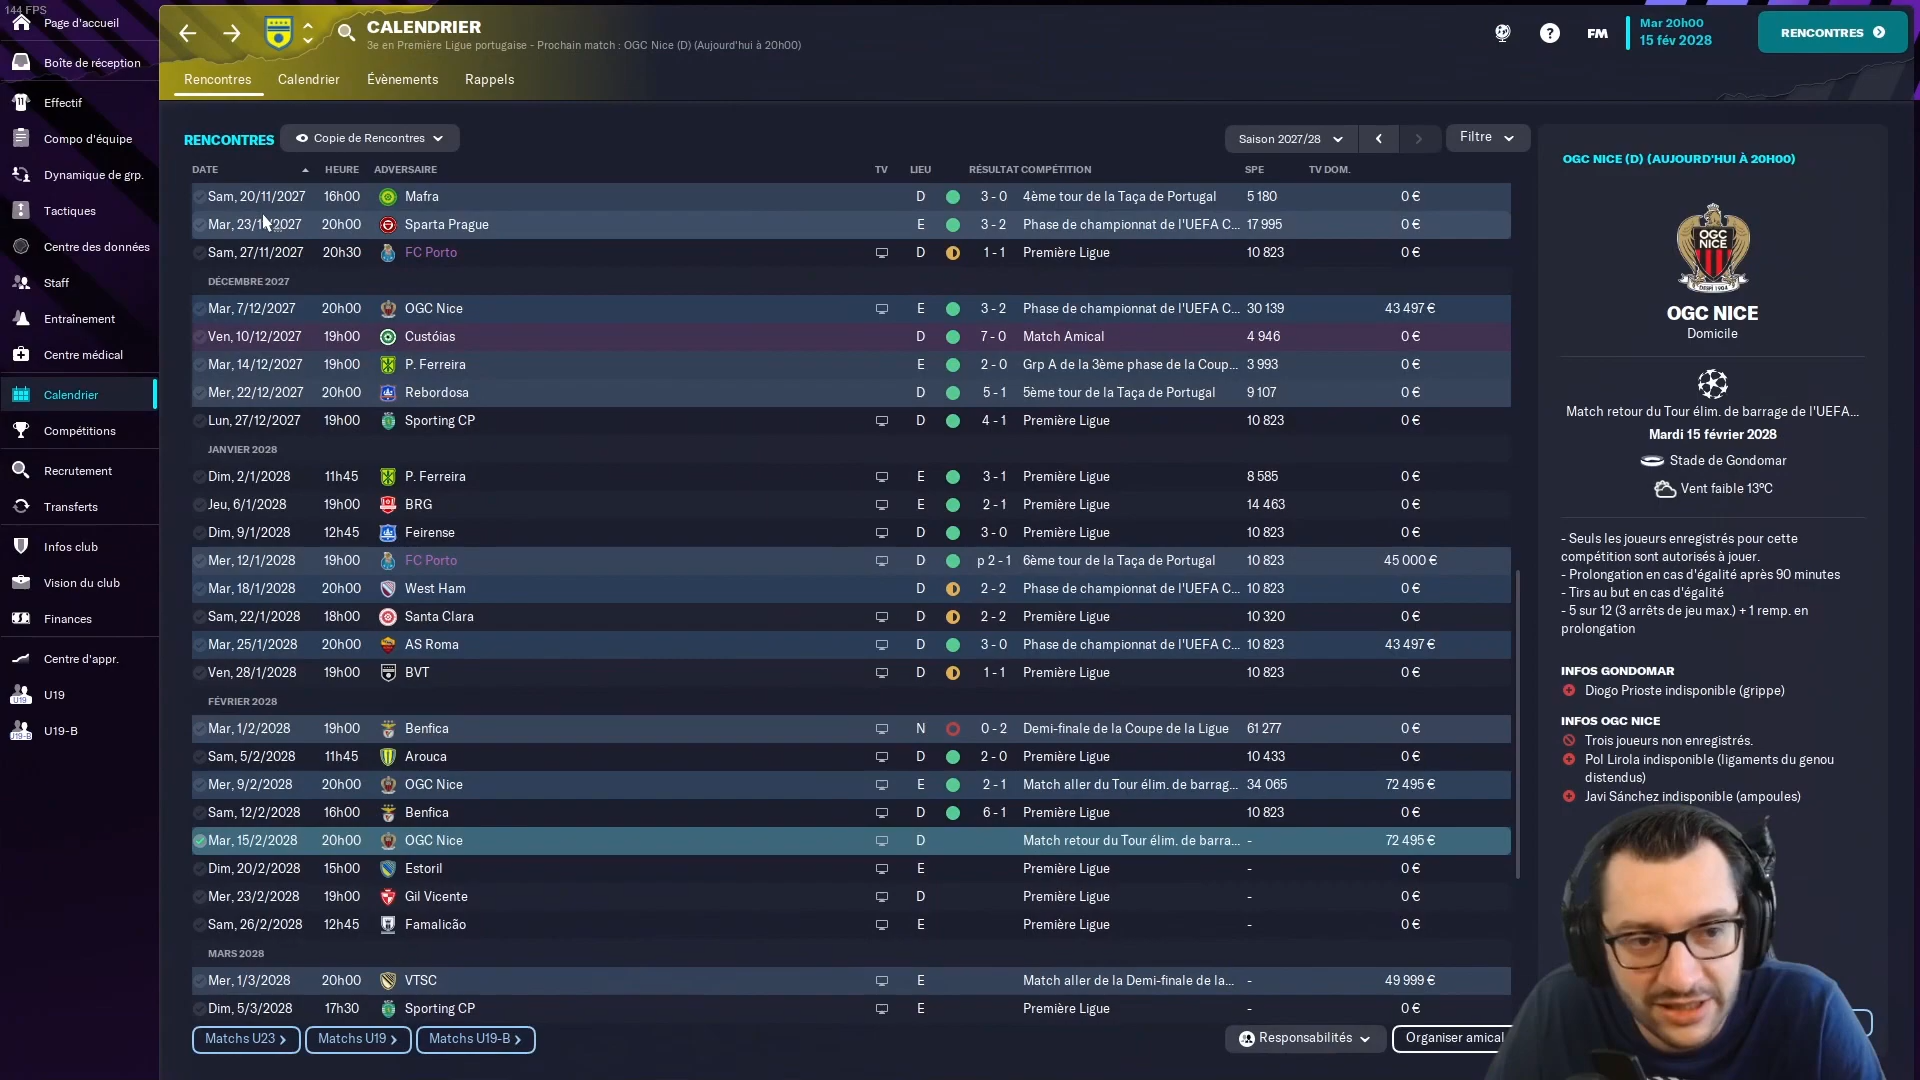 144 FPS
Page d'accueil
Boîte de réception
Effectif
Compo d'équipe
Dynamique de grp.
Tactiques
Centre des données
Staff
Entraînement
Centre médical
Calendrier
Compétitions
Recrutement
Transferts
Infos club
Vision du club
Finances
Centre d'appr.
U19
U19-B
CALENDRIER
3e en Première Ligue portugaise - Prochain match : OGC Nice (D) (Aujourd'hui à 20h00)
FM
Mar 20h00
15 fév 2028
RENCONTRES
Rencontres Calendrier Évènements Rappels
RENCONTRES Copie de Rencontres Saison 2027/28 Filtre
DATE HEURE ADVERSAIRE TV LIEU RÉSULTAT COMPÉTITION SPE TV DOM.
Sam, 20/11/2027 16h00 Mafra D 3 - 0 4ème tour de la Taça de Portugal 5 180 0 €
Mar, 23/1 2027 20h00 Sparta Prague E 3 - 2 Phase de championnat de l'UEFA C... 17 995 0 €
Sam, 27/11/2027 20h30 FC Porto D 1 - 1 Première Ligue 10 823 0 €
DÉCEMBRE 2027
Mar, 7/12/2027 20h00 OGC Nice E 3 - 2 Phase de championnat de l'UEFA C... 30 139 43 497 €
Ven, 10/12/2027 19h00 Custóias D 7 - 0 Match Amical 4 946 0 €
Mar, 14/12/2027 19h00 P. Ferreira E 2 - 0 Grp A de la 3ème phase de la Coup... 3 993 0 €
Mer, 22/12/2027 20h00 Rebordosa D 5 - 1 5ème tour de la Taça de Portugal 9 107 0 €
Lun, 27/12/2027 19h00 Sporting CP D 4 - 1 Première Ligue 10 823 0 €
JANVIER 2028
Dim, 2/1/2028 11h45 P. Ferreira E 3 - 1 Première Ligue 8 585 0 €
Jeu, 6/1/2028 19h00 BRG E 2 - 1 Première Ligue 14 463 0 €
Dim, 9/1/2028 12h45 Feirense D 3 - 0 Première Ligue 10 823 0 €
Mer, 12/1/2028 19h00 FC Porto D p 2 - 1 6ème tour de la Taça de Portugal 10 823 45 000 €
Mar, 18/1/2028 20h00 West Ham D 2 - 2 Phase de championnat de l'UEFA C... 10 823 0 €
Sam, 22/1/2028 18h00 Santa Clara D 2 - 2 Première Ligue 10 320 0 €
Mar, 25/1/2028 20h00 AS Roma D 3 - 0 Phase de championnat de l'UEFA C... 10 823 43 497 €
Ven, 28/1/2028 19h00 BVT D 1 - 1 Première Ligue 10 823 0 €
FÉVRIER 2028
Mar, 1/2/2028 19h00 Benfica N 0 - 2 Demi-finale de la Coupe de la Ligue 61 277 0 €
Sam, 5/2/2028 11h45 Arouca D 2 - 0 Première Ligue 10 433 0 €
Mer, 9/2/2028 20h00 OGC Nice E 2 - 1 Match aller du Tour élim. de barrag... 34 065 72 495 €
Sam, 12/2/2028 16h00 Benfica D 6 - 1 Première Ligue 10 823 0 €
Mar, 15/2/2028 20h00 OGC Nice D Match retour du Tour élim. de barra... - 72 495 €
Dim, 20/2/2028 15h00 Estoril E Première Ligue - 0 €
Mer, 23/2/2028 19h00 Gil Vicente D Première Ligue - 0 €
Sam, 26/2/2028 12h45 Famalicão E Première Ligue - 0 €
MARS 2028
Mer, 1/3/2028 20h00 VTSC E Match aller de la Demi-finale de la... - 49 999 €
Dim, 5/3/2028 17h30 Sporting CP E Première Ligue - 0 €
Matchs U23 Matchs U19 Matchs U19-B Responsabilités Organiser amical
OGC NICE (D) (AUJOURD'HUI À 20H00)
OGC
NICE
OGC NICE
Domicile
Match retour du Tour élim. de barrage de l'UEFA...
Mardi 15 février 2028
Stade de Gondomar
Vent faible 13°C
- Seuls les joueurs enregistrés pour cette
compétition sont autorisés à jouer.
- Prolongation en cas d'égalité après 90 minutes
- Tirs au but en cas d'égalité
- 5 sur 12 (3 arrêts de jeu max.) + 1 remp. en
prolongation
INFOS GONDOMAR
Diogo Prioste indisponible (grippe)
INFOS OGC NICE
Trois joueurs non enregistrés.
Pol Lirola indisponible (ligaments du genou
distendus)
Javi Sánchez indisponible (ampoules)